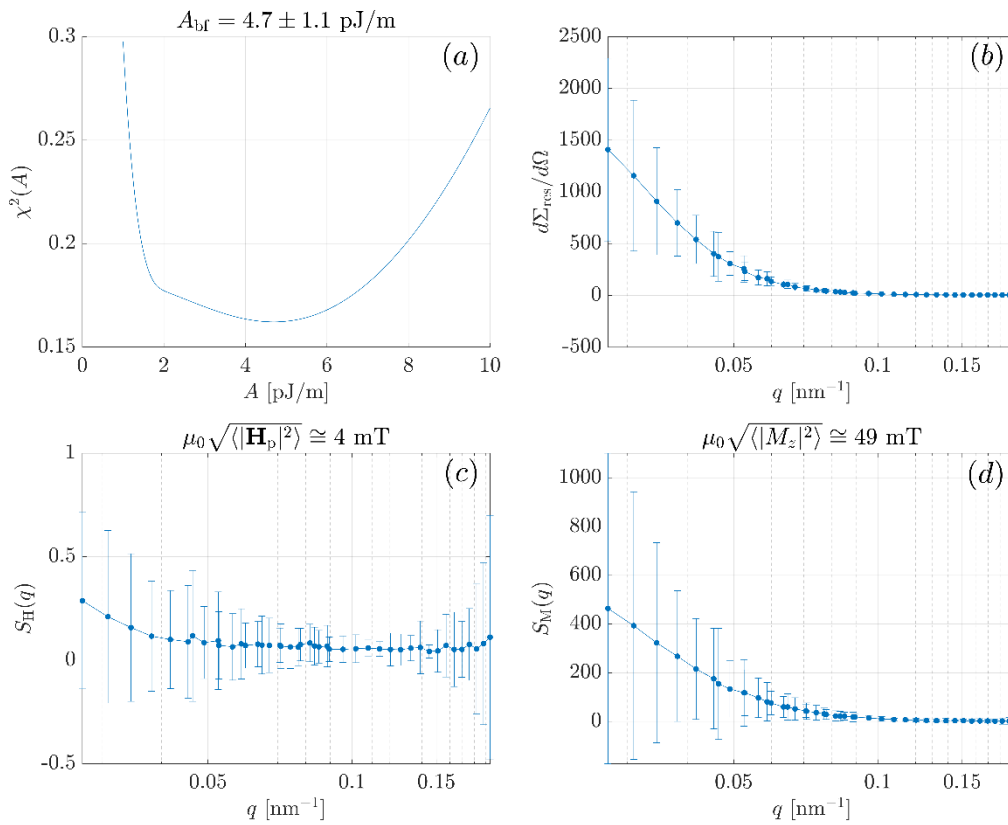 A_bf = 4.7 ± 1.1 pJ/m
(a)
χ²(A)
0.3
0.25
0.2
0.15
0 2 4 6 8 10
A [pJ/m]
(b)
dΣ_res/dΩ
2500
2000
1500
1000
500
0
-500
0.05 0.1 0.15
q [nm⁻¹]
μ₀√⟨|H_p|²⟩ ≅ 4 mT
(c)
S_H(q)
1
0.5
0
-0.5
0.05 0.1 0.15
q [nm⁻¹]
μ₀√⟨|M_z|²⟩ ≅ 49 mT
(d)
S_M(q)
1000
800
600
400
200
0
0.05 0.1 0.15
q [nm⁻¹]